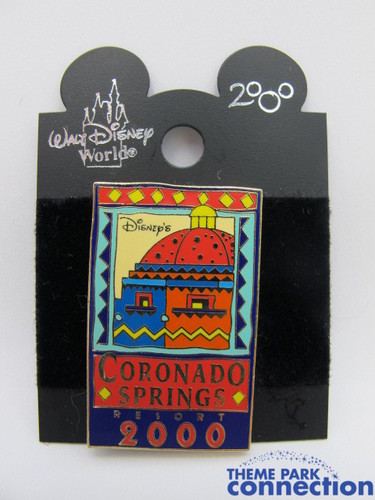 WALT DISNEY
World®
2000
DISNEY'S
CORONADO
SPRINGS
RESORT
2000
THEME PARK
connection